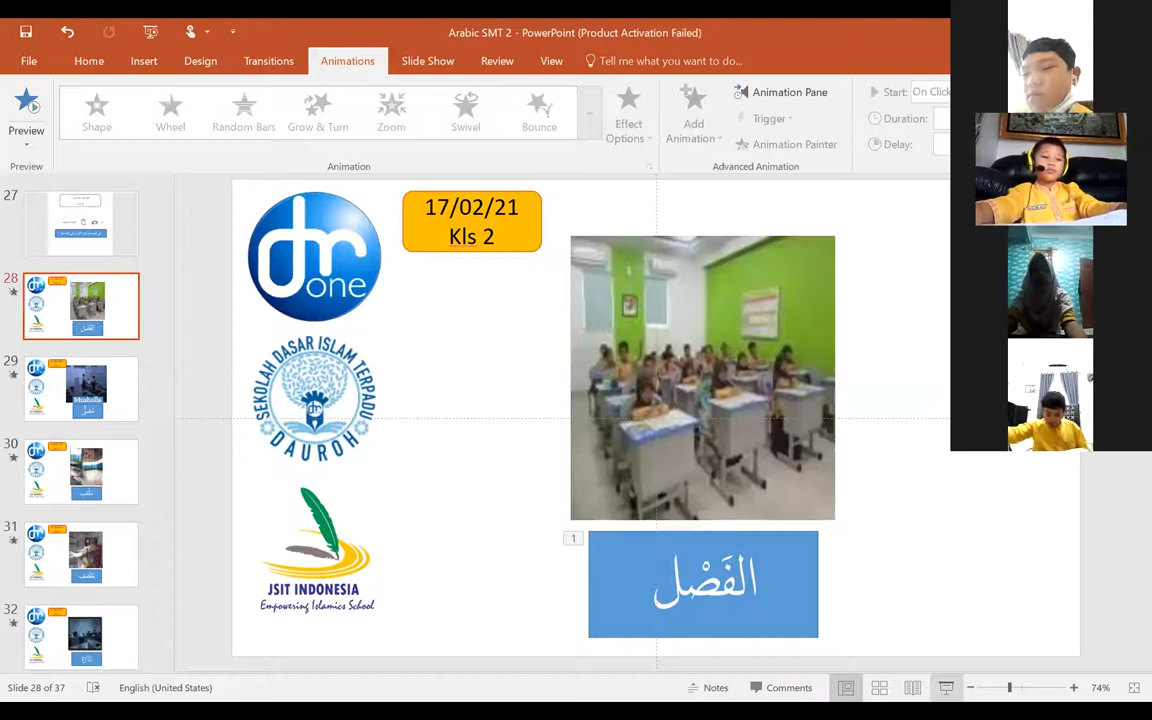 Arabic SMT 2 - PowerPoint (Product Activation Failed)
File Home Insert Design Transitions Animations Slide Show Review View Tell me what you want to do...
Preview
Shape Wheel Random Bars Grow & Turn Zoom Swivel Bounce
Effect Options
Add Animation
Animation Pane
Trigger
Animation Painter
Start: On Click
Duration:
Delay:
Preview
Animation
Advanced Animation
27
28
29
Musholla
30
31
32
dr one
17/02/21
Kls 2
SEKOLAH DASAR ISLAM TERPADU
DAUROH
JSIT INDONESIA
Empowering Islamics School
1
الفَصْل
Slide 28 of 37
English (United States)
Notes
Comments
74%